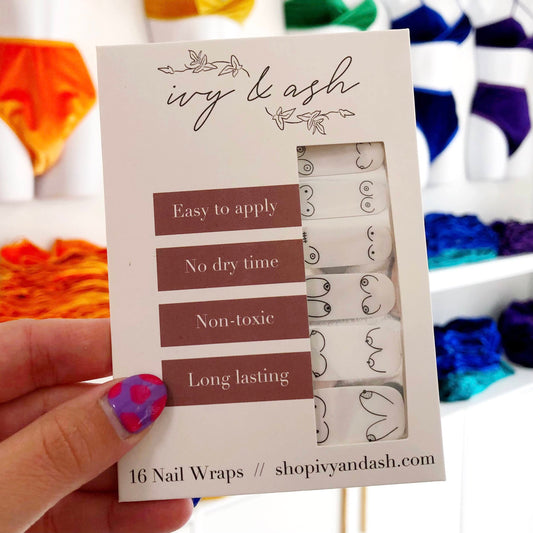 ivy & ash
Easy to apply
No dry time
Non-toxic
Long lasting
16 Nail Wraps // shopivyandash.com